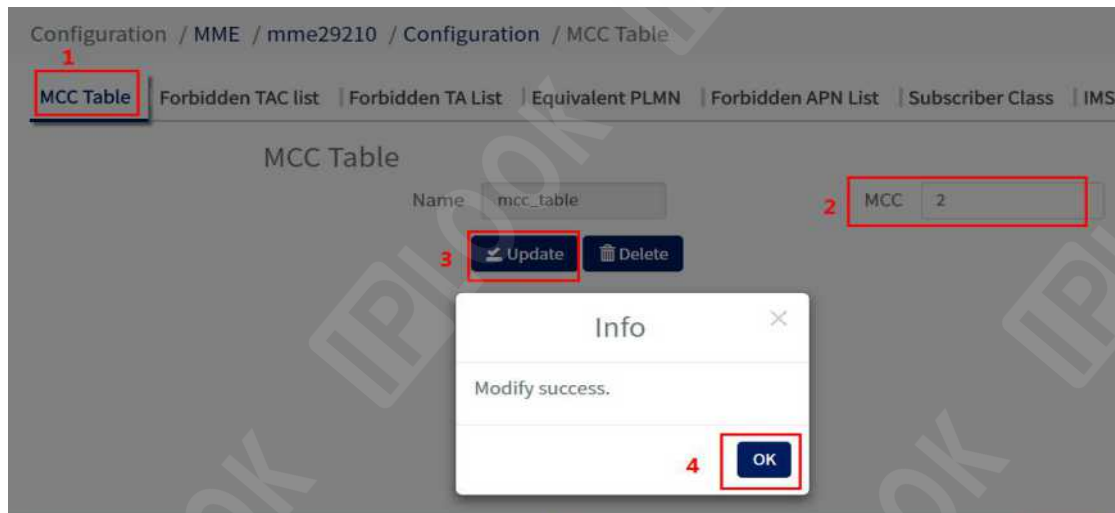 Configuration / MME / mme29210 / Configuration / MCC Table
1
MCC Table | Forbidden TAC list | Forbidden TA List | Equivalent PLMN | Forbidden APN List | Subscriber Class | IMS
MCC Table
Name mcc_table 2 MCC 2
3 Update Delete
Info ×
Modify success.
4 OK
IPLOOK
IPLOOK